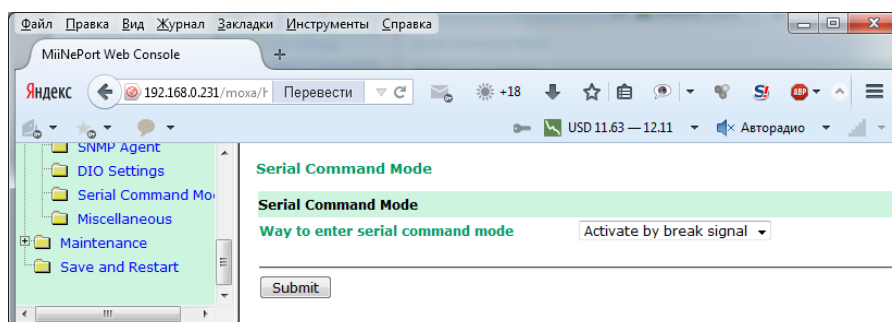 Файл Правка Вид Журнал Закладки Инструменты Справка
MiiNePort Web Console +
Яндекс 192.168.0.231/moxa/h Перевести +18 S! ABP
USD 11.63 — 12.11 Авторадио
SNMP Agent
DIO Settings
Serial Command Mo
Miscellaneous
Maintenance
Save and Restart
Serial Command Mode
Serial Command Mode
Way to enter serial command mode Activate by break signal
Submit